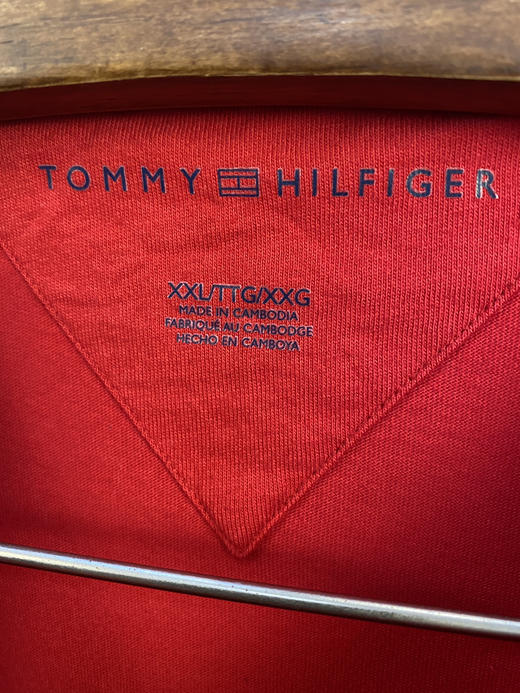 TOMMY HILFIGER
XXL/TTG/XXG
MADE IN CAMBODIA
FABRIQUÉ AU CAMBODGE
HECHO EN CAMBOYA